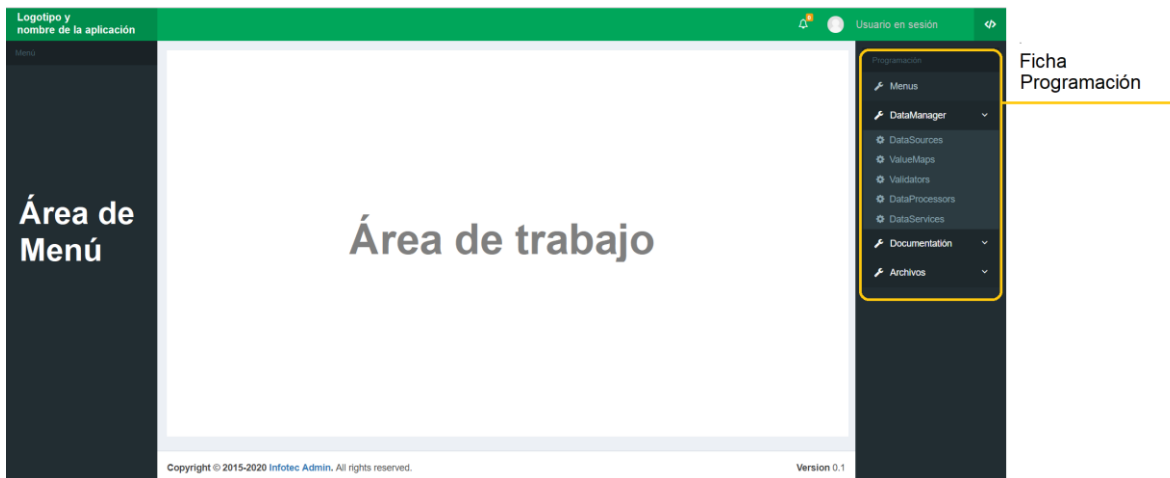 Logotipo y
nombre de la aplicación
Usuario en sesión
Menú
Área de
Menú
Área de trabajo
Programación
Menus
DataManager
DataSources
ValueMaps
Validators
DataProcessors
DataServices
Documentatión
Archivos
Ficha
Programación
Copyright © 2015-2020 Infotec Admin. All rights reserved.
Version 0.1